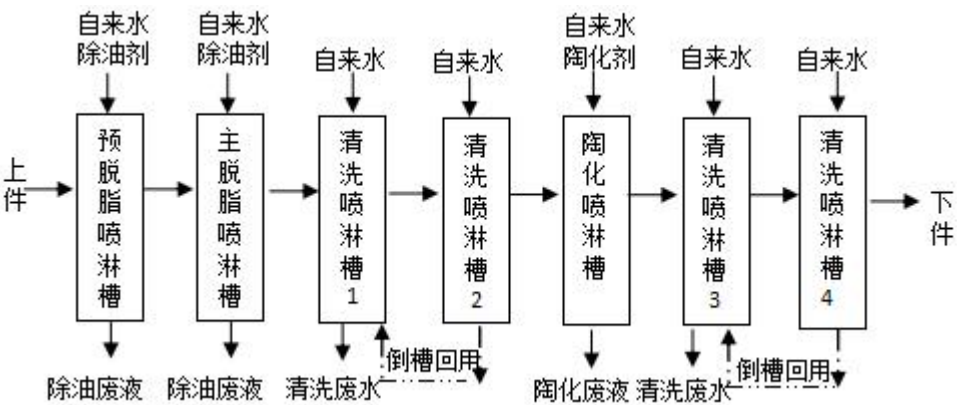 自来水
除油剂
自来水
除油剂
自来水
自来水
自来水
陶化剂
自来水
自来水
上件
预脱脂喷淋槽
主脱脂喷淋槽
清洗喷淋槽1
清洗喷淋槽2
陶化喷淋槽
清洗喷淋槽3
清洗喷淋槽4
下件
除油废液
除油废液
清洗废水
倒槽回用
陶化废液
清洗废水
倒槽回用